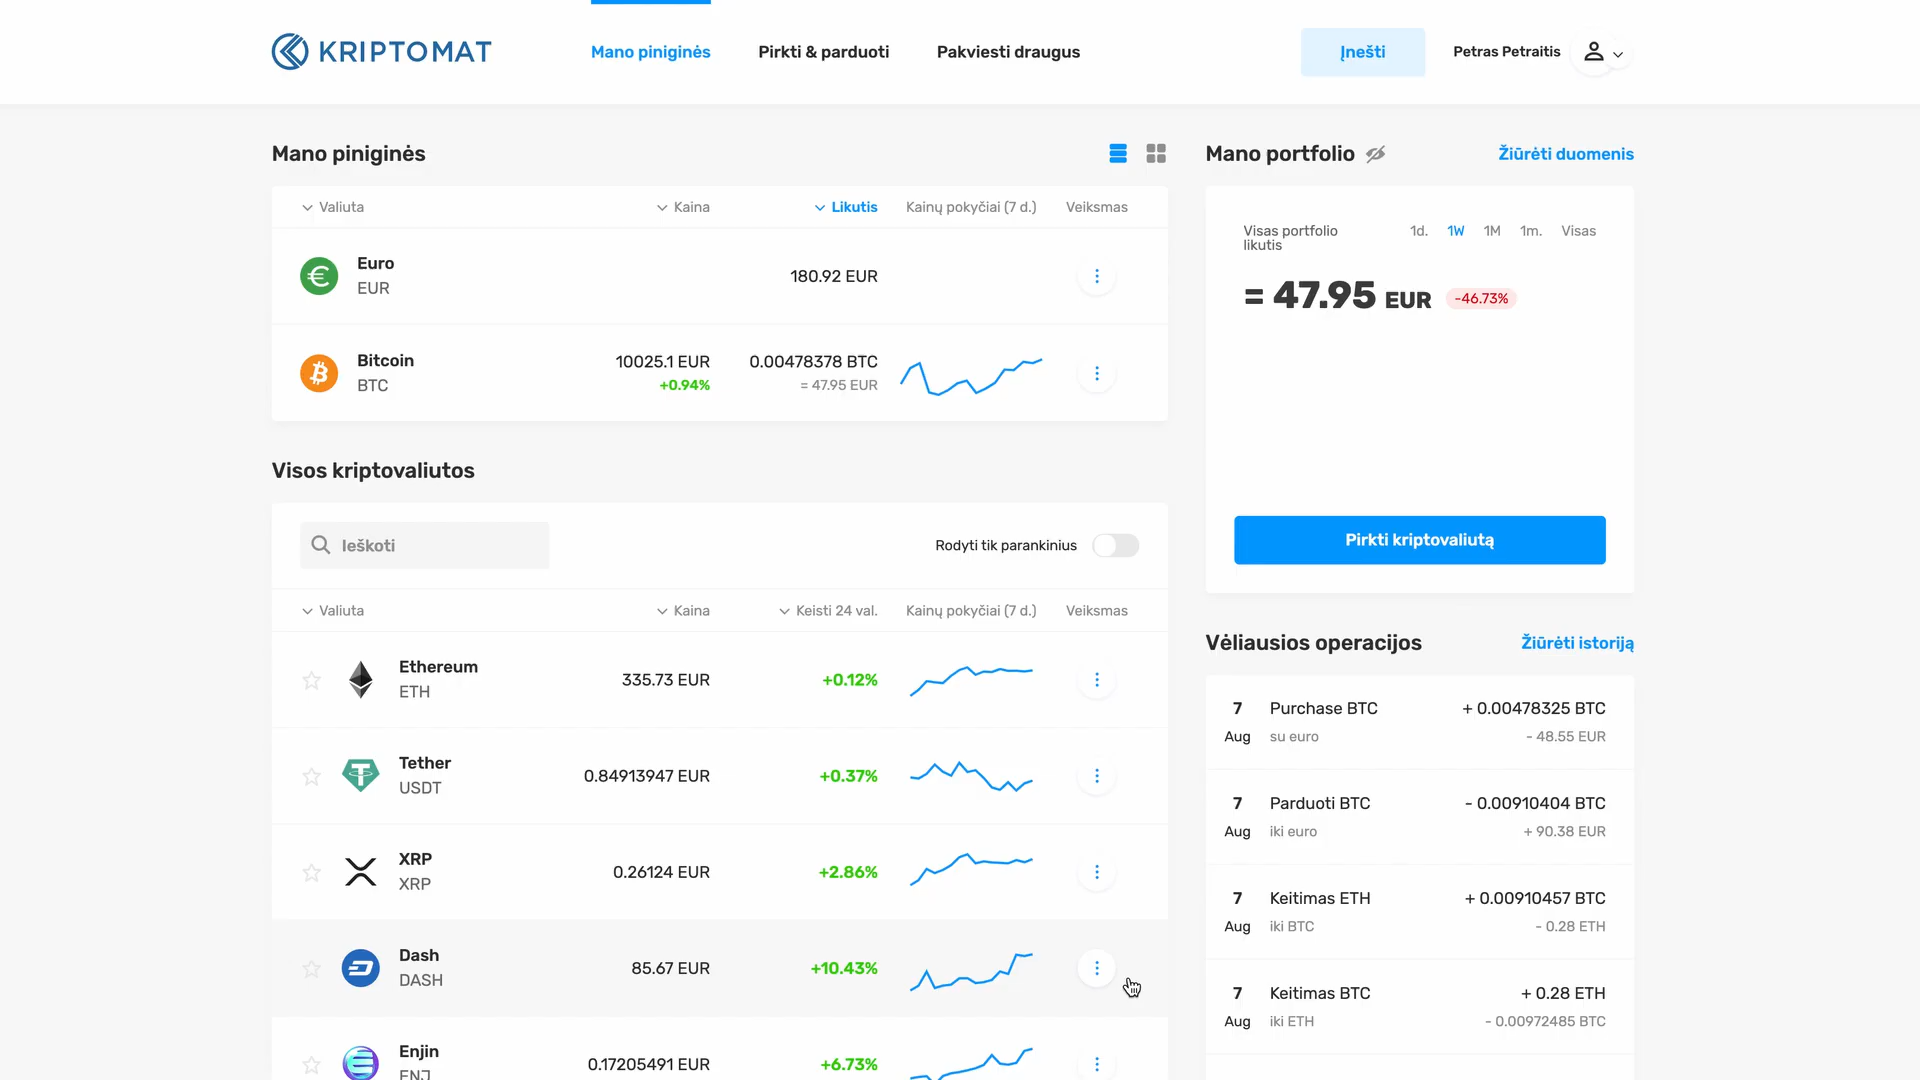 KRIPTOMAT
Mano piniginės
Pirkti & parduoti
Pakviesti draugus
Įnešti
Petras Petraitis
Mano piniginės
Valiuta
Kaina
Likutis
Kainų pokyčiai (7 d.)
Veiksmas
Euro
EUR
180.92 EUR
Bitcoin
BTC
10025.1 EUR
+0.94%
0.00478378 BTC
= 47.95 EUR
Visos kriptovaliutos
Ieškoti
Rodyti tik parankinius
Valiuta
Kaina
Keisti 24 val.
Kainų pokyčiai (7 d.)
Veiksmas
Ethereum
ETH
335.73 EUR
+0.12%
Tether
USDT
0.84913947 EUR
+0.37%
XRP
XRP
0.26124 EUR
+2.86%
Dash
DASH
85.67 EUR
+10.43%
Enjin
ENJ
0.17205491 EUR
+6.73%
Mano portfolio
Žiūrėti duomenis
Visas portfolio
likutis
1d.
1W
1M
1m.
Visas
= 47.95 EUR
-46.73%
Pirkti kriptovaliutą
Vėliausios operacijos
Žiūrėti istoriją
7 Purchase BTC + 0.00478325 BTC
Aug su euro - 48.55 EUR
7 Parduoti BTC - 0.00910404 BTC
Aug iki euro + 90.38 EUR
7 Keitimas ETH + 0.00910457 BTC
Aug iki BTC - 0.28 ETH
7 Keitimas BTC + 0.28 ETH
Aug iki ETH - 0.00972485 BTC